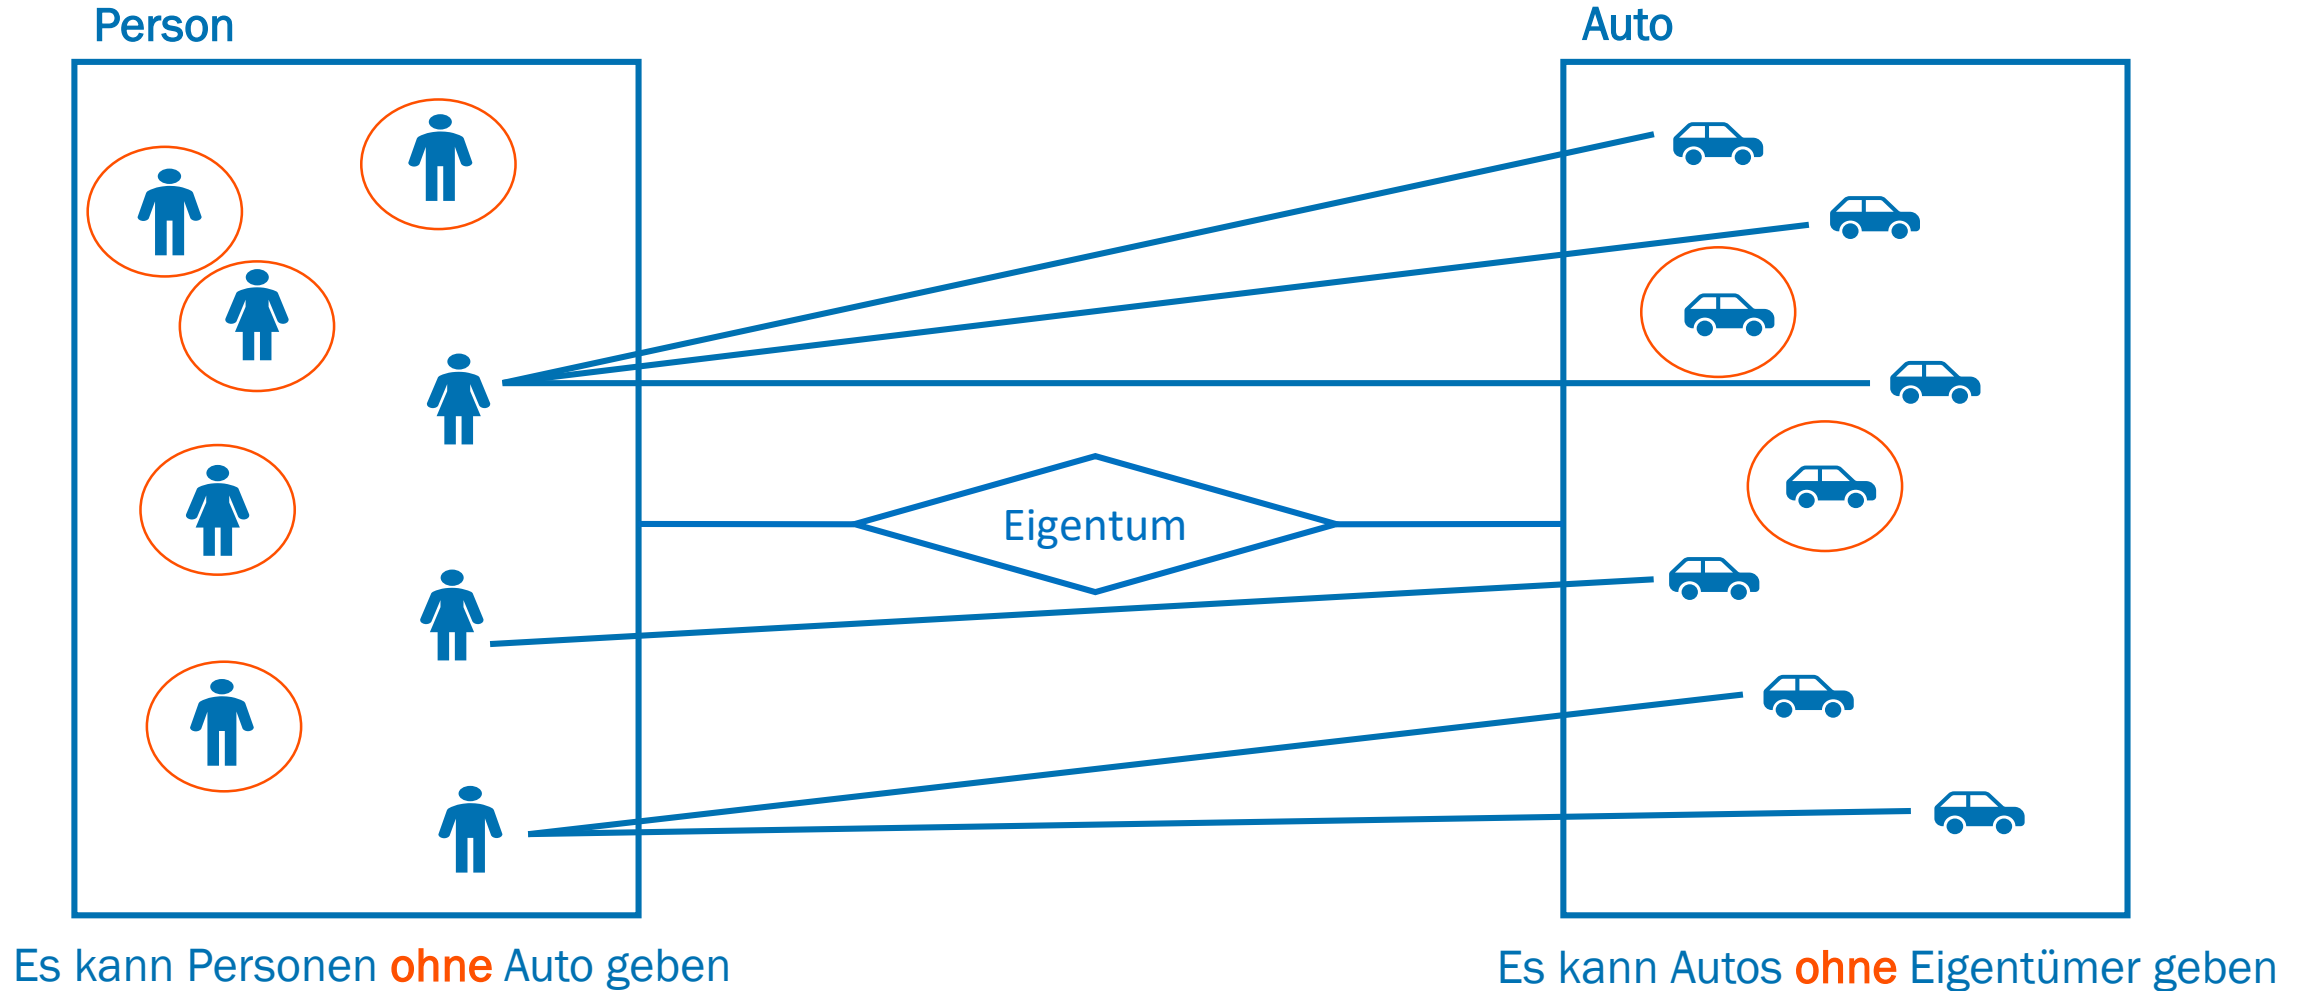 Person
Auto
Eigentum
Es kann Personen ohne Auto geben
Es kann Autos ohne Eigentümer geben